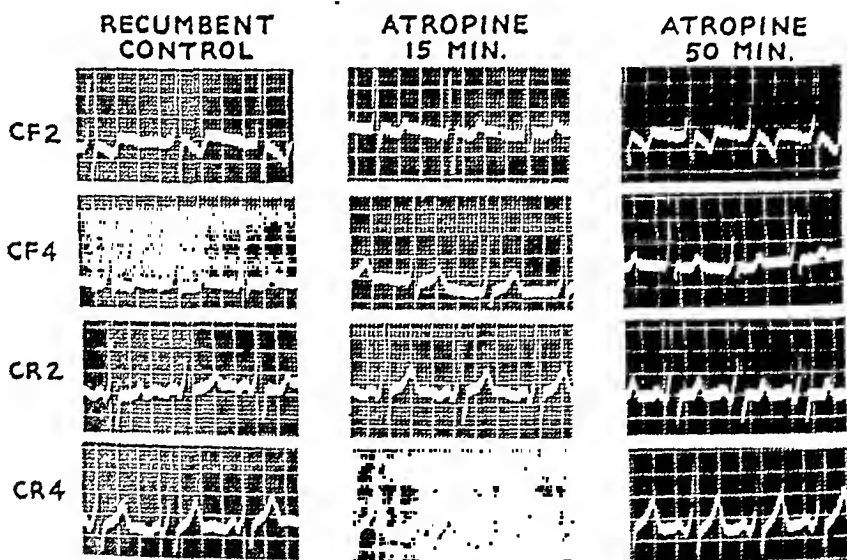 RECUMBENT
CONTROL
ATROPINE
15 MIN.
ATROPINE
50 MIN.
CF2
CF4
CR2
CR4